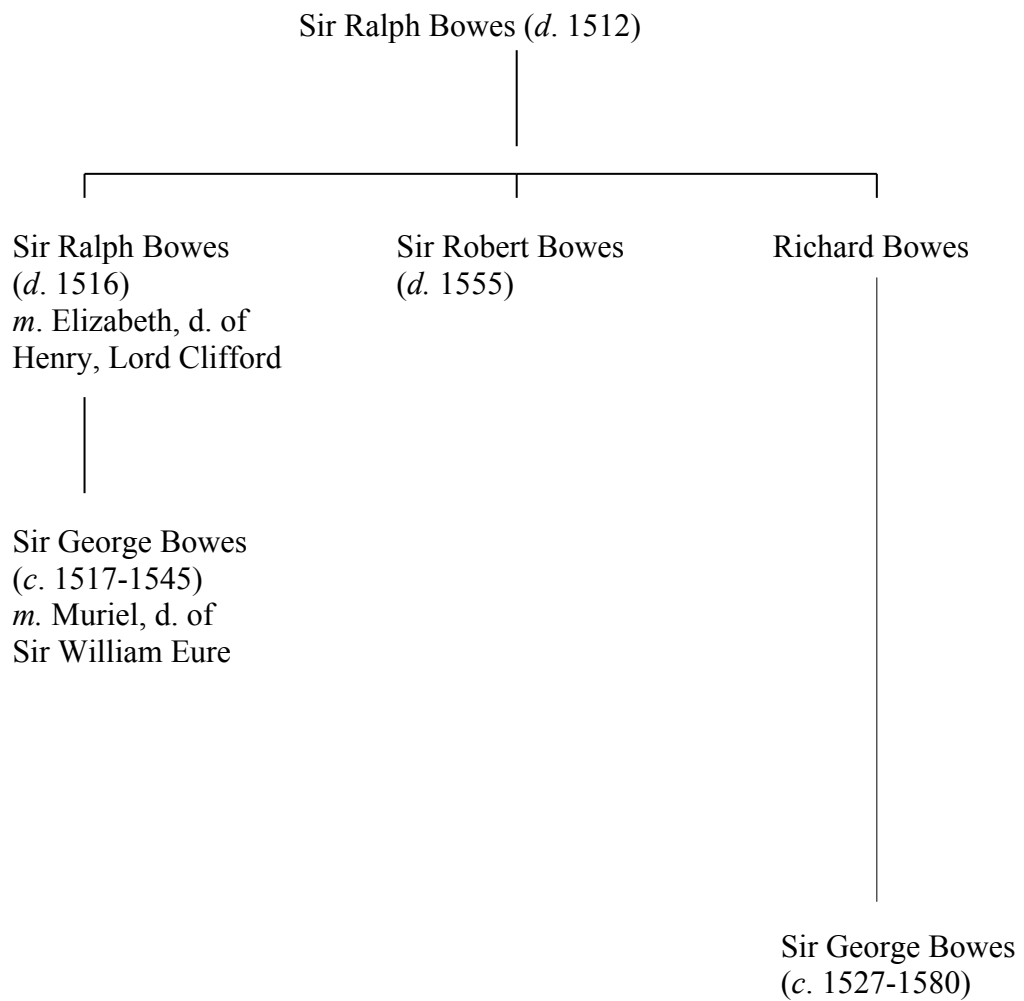 Sir Ralph Bowes (d. 1512)
Sir Ralph Bowes
(d. 1516)
m. Elizabeth, d. of
Henry, Lord Clifford
Sir Robert Bowes
(d. 1555)
Richard Bowes
Sir George Bowes
(c. 1517-1545)
m. Muriel, d. of
Sir William Eure
Sir George Bowes
(c. 1527-1580)